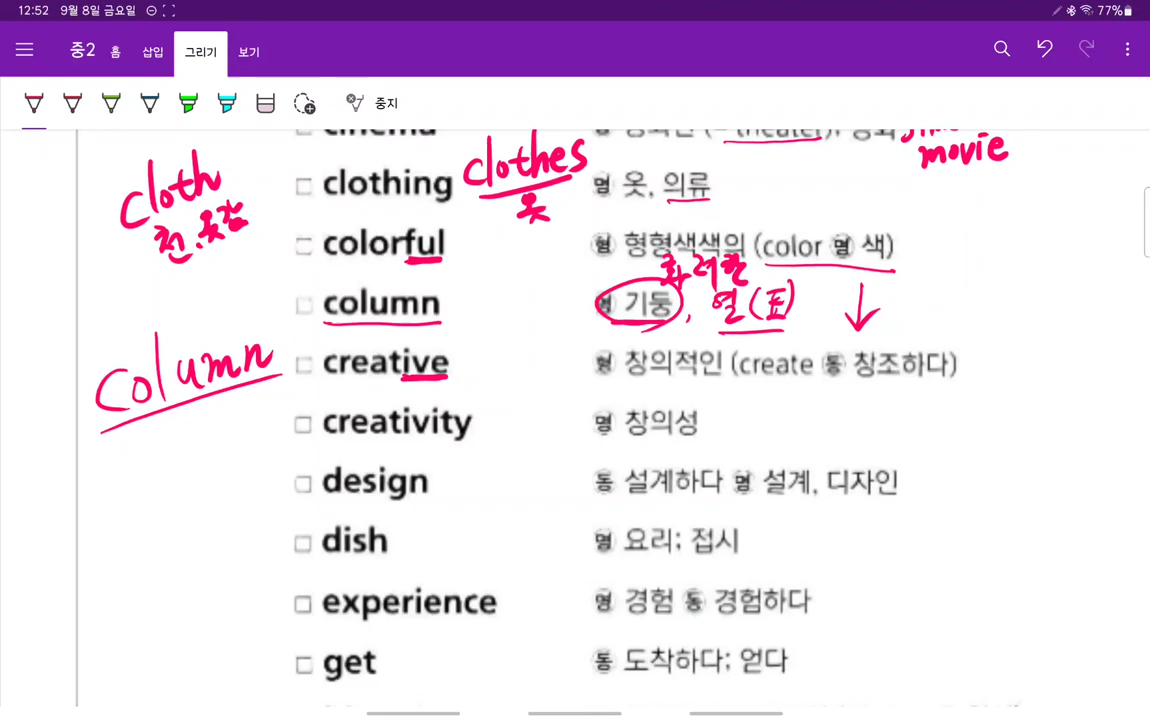 12:52 9월 8일 금요일 77%
중2 홈 삽입 그리기 보기
중지
cinema
movie
cloth
천. 옷감
clothing clothes 명 옷, 의류
옷
colorful 형 형형색색의 (color 명 색)
화려한
column 명 기둥, 열(표)
column
creative 형 창의적인 (create 동 창조하다)
creativity 명 창의성
design 동 설계하다 명 설계, 디자인
dish 명 요리; 접시
experience 명 경험 동 경험하다
get 동 도착하다; 얻다